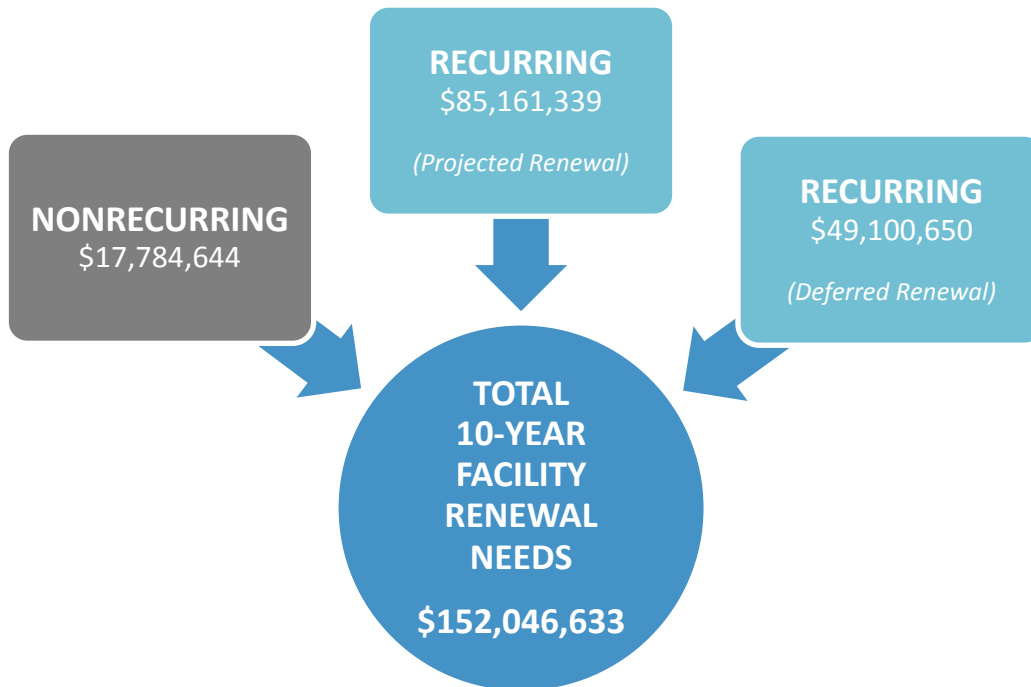 RECURRING
$85,161,339
(Projected Renewal)
NONRECURRING
$17,784,644
RECURRING
$49,100,650
(Deferred Renewal)
TOTAL
10-YEAR
FACILITY
RENEWAL
NEEDS
$152,046,633